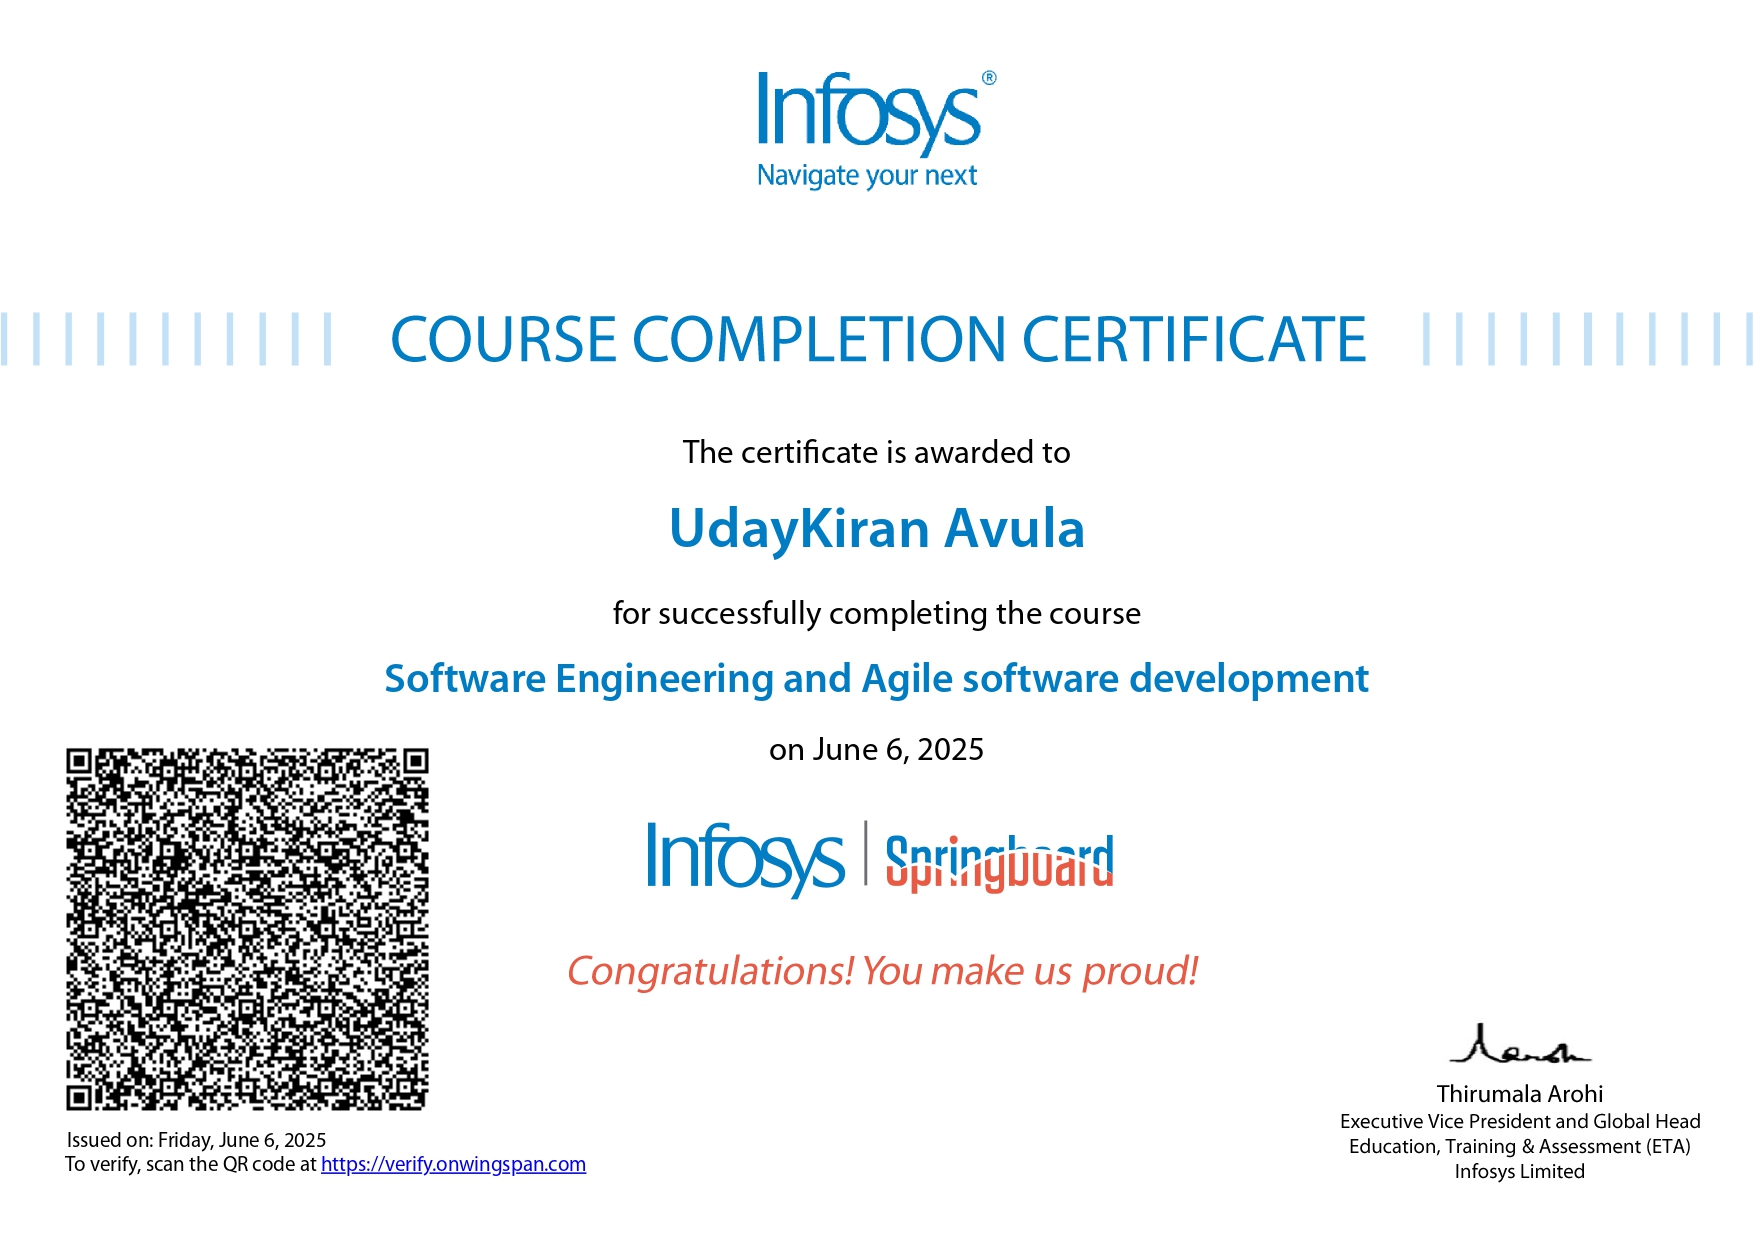 Infosys®
Navigate your next
COURSE COMPLETION CERTIFICATE
The certificate is awarded to
UdayKiran Avula
for successfully completing the course
Software Engineering and Agile software development
on June 6, 2025
Infosys | Springboard
Congratulations! You make us proud!
Issued on: Friday, June 6, 2025
To verify, scan the QR code at https://verify.onwingspan.com
Thirumala Arohi
Executive Vice President and Global Head
Education, Training & Assessment (ETA)
Infosys Limited